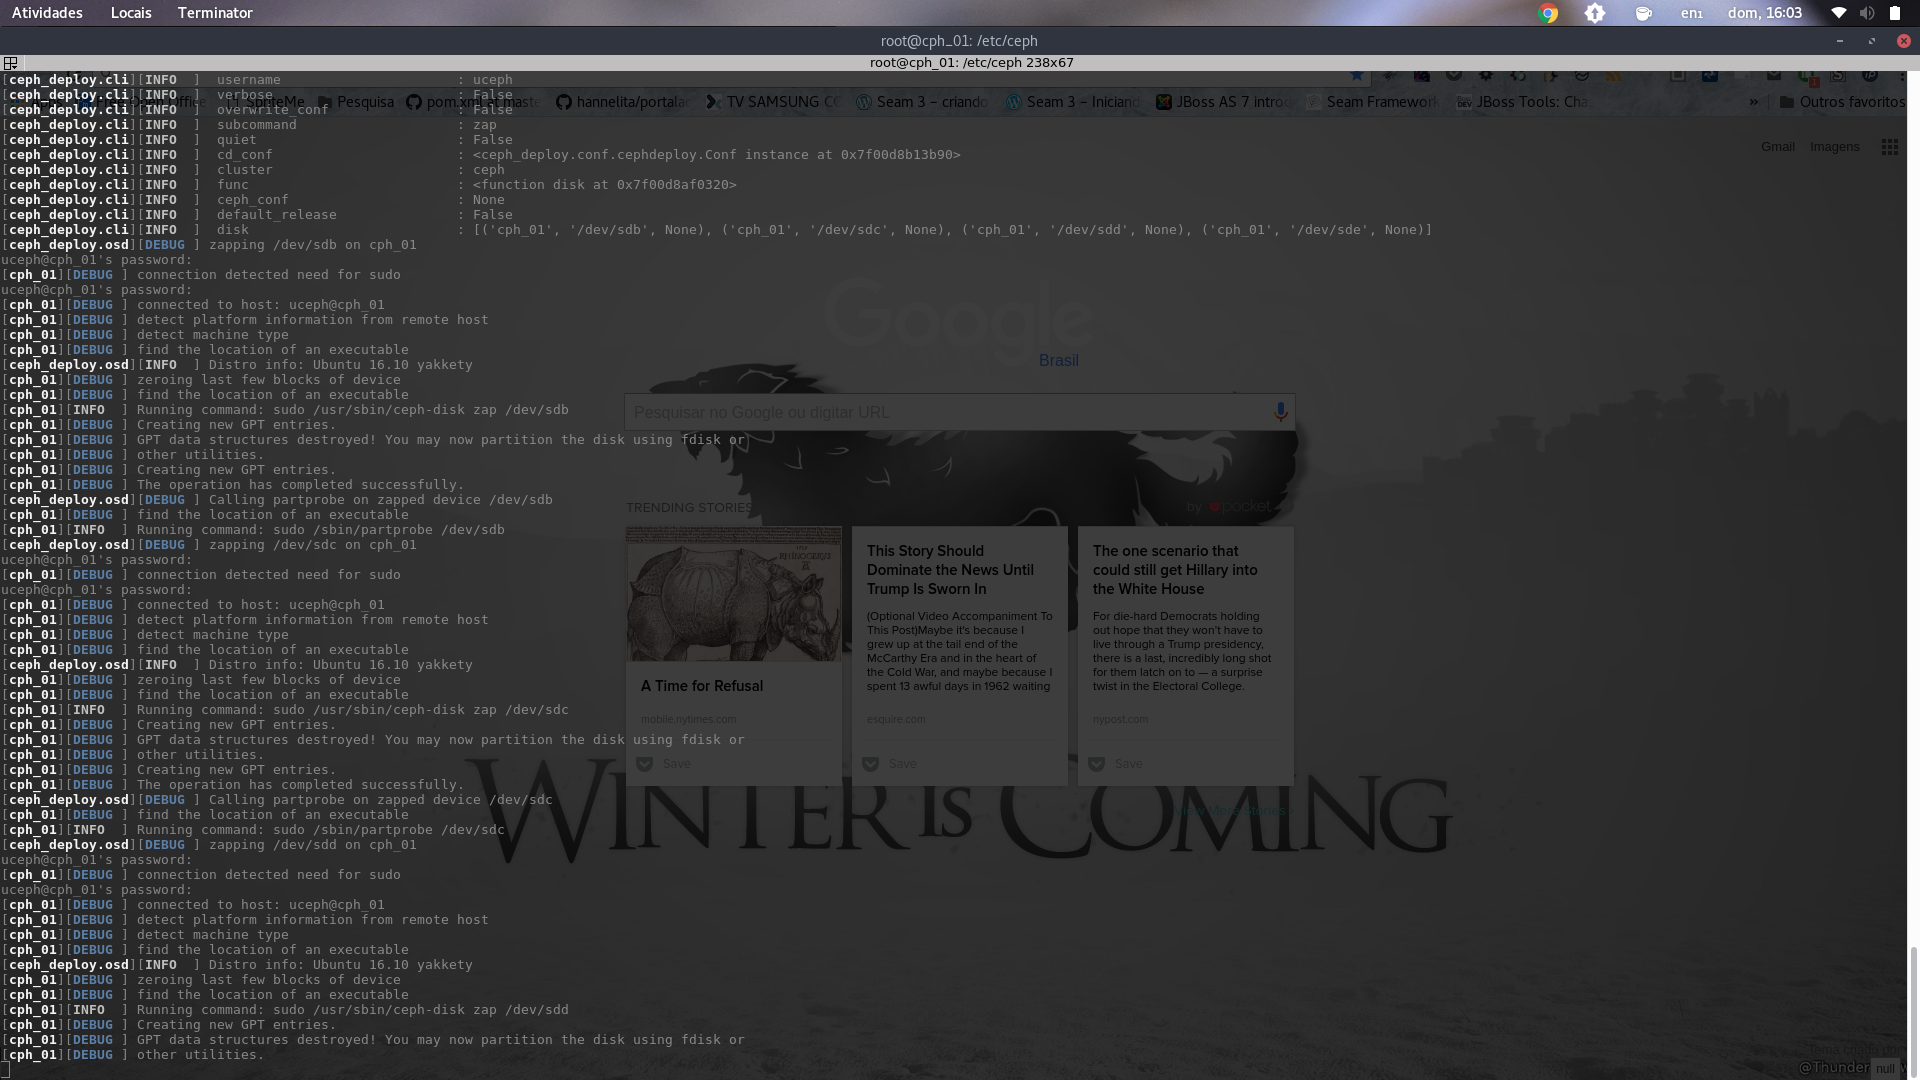 Atividades Locais Terminator en₁ dom, 16:03
root@cph_01: /etc/ceph
root@cph_01: /etc/ceph 238x67
[ceph_deploy.cli][INFO  ]  username                      : uceph
[ceph_deploy.cli][INFO  ]  verbose                       : False
[ceph_deploy.cli][INFO  ]  overwrite_conf                : False
Free Open Office SpriteMe Pesquisa pom.xml at maste hannelita/portala TV SAMSUNG CC Seam 3 – criando Seam 3 – Iniciand JBoss AS 7 introd Seam Framework JBoss Tools: Cha » Outros favoritos
[ceph_deploy.cli][INFO  ]  subcommand                    : zap
[ceph_deploy.cli][INFO  ]  quiet                         : False
[ceph_deploy.cli][INFO  ]  cd_conf                       : <ceph_deploy.conf.cephdeploy.Conf instance at 0x7f00d8b13b90>
[ceph_deploy.cli][INFO  ]  cluster                       : ceph
[ceph_deploy.cli][INFO  ]  func                          : <function disk at 0x7f00d8af0320>
[ceph_deploy.cli][INFO  ]  ceph_conf                     : None
[ceph_deploy.cli][INFO  ]  default_release               : False
[ceph_deploy.cli][INFO  ]  disk                          : [('cph_01', '/dev/sdb', None), ('cph_01', '/dev/sdc', None), ('cph_01', '/dev/sdd', None), ('cph_01', '/dev/sde', None)]
[ceph_deploy.osd][DEBUG ] zapping /dev/sdb on cph_01
uceph@cph_01's password:
[cph_01][DEBUG ] connection detected need for sudo
uceph@cph_01's password:
[cph_01][DEBUG ] connected to host: uceph@cph_01
[cph_01][DEBUG ] detect platform information from remote host
[cph_01][DEBUG ] detect machine type
[cph_01][DEBUG ] find the location of an executable
[ceph_deploy.osd][INFO  ] Distro info: Ubuntu 16.10 yakkety
[cph_01][DEBUG ] zeroing last few blocks of device
[cph_01][DEBUG ] find the location of an executable
[cph_01][INFO  ] Running command: sudo /usr/sbin/ceph-disk zap /dev/sdb
[cph_01][DEBUG ] Creating new GPT entries.
[cph_01][DEBUG ] GPT data structures destroyed! You may now partition the disk using fdisk or
[cph_01][DEBUG ] other utilities.
[cph_01][DEBUG ] Creating new GPT entries.
[cph_01][DEBUG ] The operation has completed successfully.
[ceph_deploy.osd][DEBUG ] Calling partprobe on zapped device /dev/sdb
[cph_01][DEBUG ] find the location of an executable
[cph_01][INFO  ] Running command: sudo /sbin/partprobe /dev/sdb
[ceph_deploy.osd][DEBUG ] zapping /dev/sdc on cph_01
uceph@cph_01's password:
[cph_01][DEBUG ] connection detected need for sudo
uceph@cph_01's password:
[cph_01][DEBUG ] connected to host: uceph@cph_01
[cph_01][DEBUG ] detect platform information from remote host
[cph_01][DEBUG ] detect machine type
[cph_01][DEBUG ] find the location of an executable
[ceph_deploy.osd][INFO  ] Distro info: Ubuntu 16.10 yakkety
[cph_01][DEBUG ] zeroing last few blocks of device
[cph_01][DEBUG ] find the location of an executable
[cph_01][INFO  ] Running command: sudo /usr/sbin/ceph-disk zap /dev/sdc
[cph_01][DEBUG ] Creating new GPT entries.
[cph_01][DEBUG ] GPT data structures destroyed! You may now partition the disk using fdisk or
[cph_01][DEBUG ] other utilities.
[cph_01][DEBUG ] Creating new GPT entries.
[cph_01][DEBUG ] The operation has completed successfully.
[ceph_deploy.osd][DEBUG ] Calling partprobe on zapped device /dev/sdc
[cph_01][DEBUG ] find the location of an executable
[cph_01][INFO  ] Running command: sudo /sbin/partprobe /dev/sdc
[ceph_deploy.osd][DEBUG ] zapping /dev/sdd on cph_01
uceph@cph_01's password:
[cph_01][DEBUG ] connection detected need for sudo
uceph@cph_01's password:
[cph_01][DEBUG ] connected to host: uceph@cph_01
[cph_01][DEBUG ] detect platform information from remote host
[cph_01][DEBUG ] detect machine type
[cph_01][DEBUG ] find the location of an executable
[ceph_deploy.osd][INFO  ] Distro info: Ubuntu 16.10 yakkety
[cph_01][DEBUG ] zeroing last few blocks of device
[cph_01][DEBUG ] find the location of an executable
[cph_01][INFO  ] Running command: sudo /usr/sbin/ceph-disk zap /dev/sdd
[cph_01][DEBUG ] Creating new GPT entries.
[cph_01][DEBUG ] GPT data structures destroyed! You may now partition the disk using fdisk or
[cph_01][DEBUG ] other utilities.
Gmail Imagens
Google
Brasil
Pesquisar no Google ou digitar URL
TRENDING STORIES by pocket
A Time for Refusal
mobile.nytimes.com
Save
This Story Should
Dominate the News Until
Trump Is Sworn In
(Optional Video Accompaniment To
This Post)Maybe it's because I
grew up at the tail end of the
McCarthy Era and in the heart of
the Cold War, and maybe because I
spent 13 awful days in 1962 waiting
esquire.com
Save
The one scenario that
could still get Hillary into
the White House
For die-hard Democrats holding
out hope that they won't have to
live through a Trump presidency,
there is a last, incredibly long shot
for them latch on to — a surprise
twist in the Electoral College.
nypost.com
Save
View More Stories
WINTER IS COMING
@Thunder null